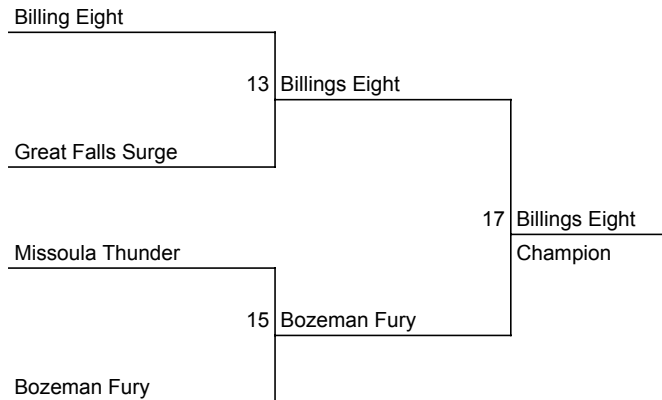 Billing Eight
13 Billings Eight
Great Falls Surge
17 Billings Eight
Missoula Thunder
Champion
15 Bozeman Fury
Bozeman Fury